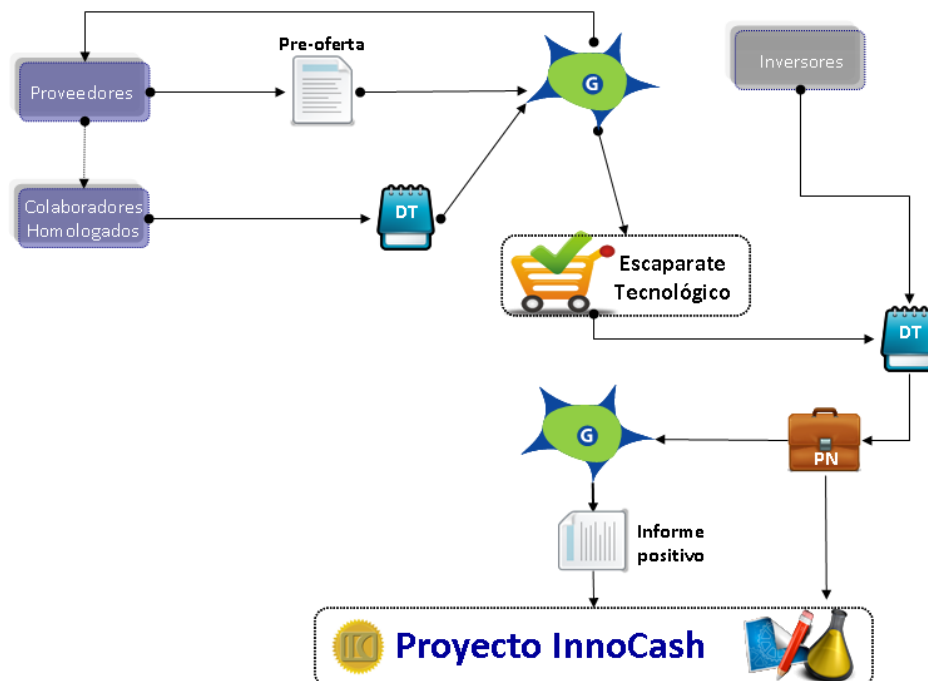 Pre-oferta
Proveedores
G
Inversores
Colaboradores
Homologados
DT
Escaparate
Tecnológico
DT
G
PN
Informe
positivo
Proyecto InnoCash